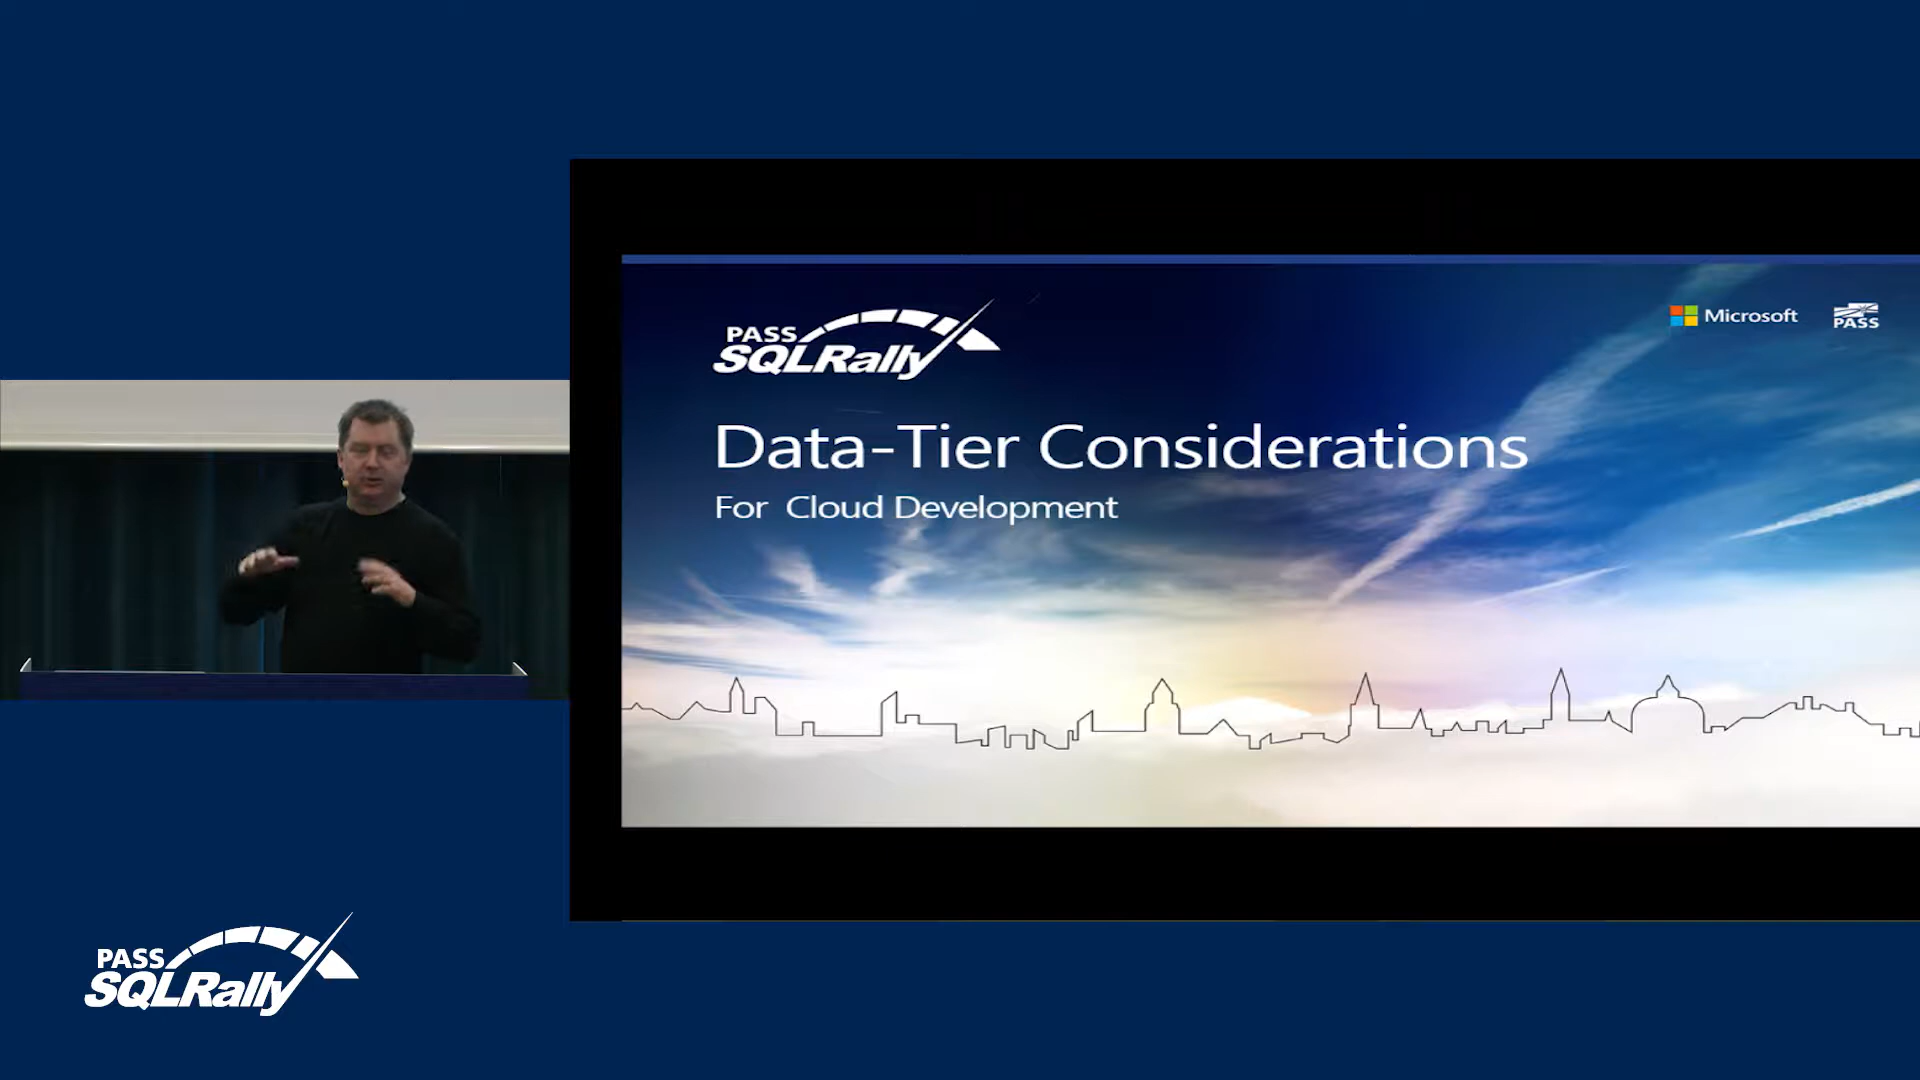 PASS
SQLRally
Microsoft
PASS
Data-Tier Considerations
For Cloud Development
PASS
SQLRally